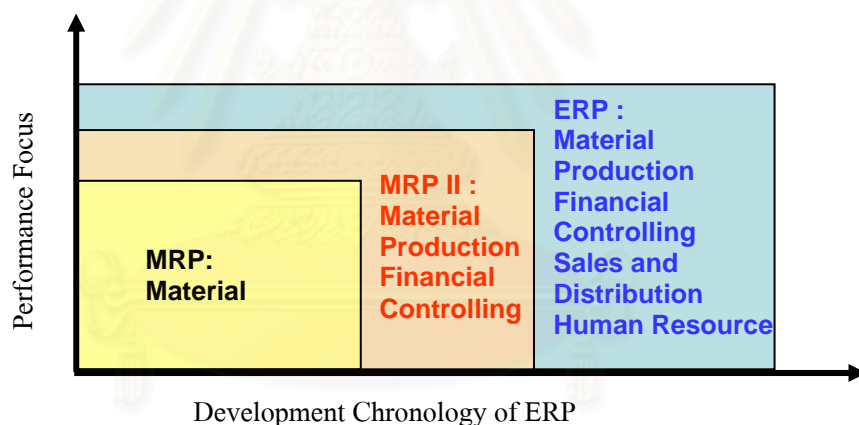 Performance Focus
MRP:
Material
MRP II :
Material
Production
Financial
Controlling
ERP :
Material
Production
Financial
Controlling
Sales and
Distribution
Human Resource
Development Chronology of ERP